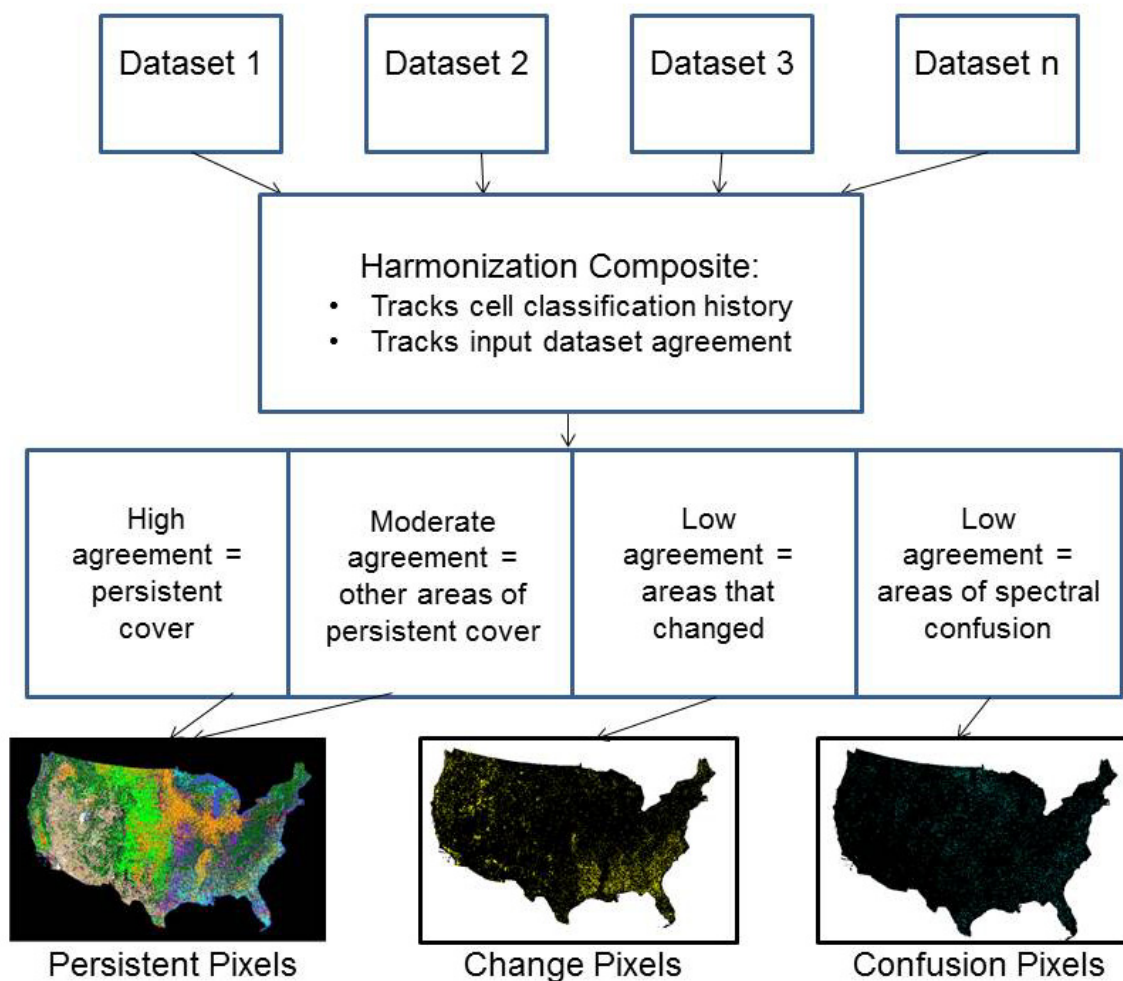 Dataset 1
Dataset 2
Dataset 3
Dataset n
Harmonization Composite:
• Tracks cell classification history
• Tracks input dataset agreement
High
agreement =
persistent
cover
Moderate
agreement =
other areas of
persistent cover
Low
agreement =
areas that
changed
Low
agreement =
areas of spectral
confusion
Persistent Pixels
Change Pixels
Confusion Pixels